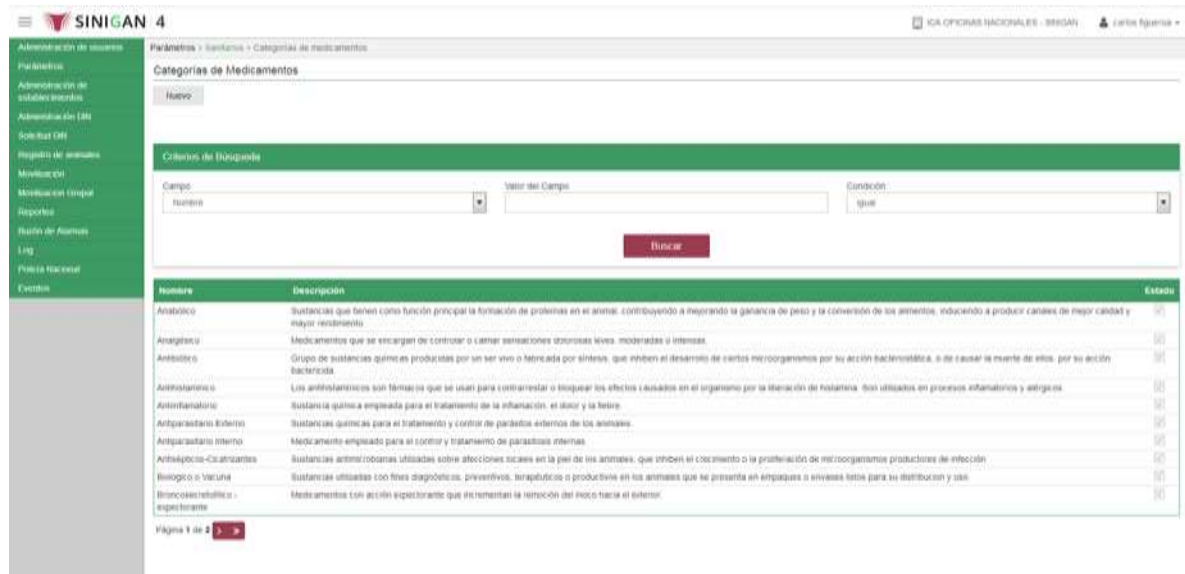 SINIGAN 4
ICA OFICINAS NACIONALES - SINIGAN
carlos figueroa
Administración de usuarios
Parámetros
Administración de
establecimientos
Administración DIN
Solicitud DIN
Registro de animales
Movilización
Movilización Grupal
Reportes
Buzón de Alarmas
Log
Policía Nacional
Eventos
Parámetros > Sanitarios > Categorías de medicamentos
Categorías de Medicamentos
Nuevo
Criterios de Búsqueda
Campo
Valor del Campo
Condición
Nombre
Igual
Buscar
Nombre Descripción Estado
Anabólico Sustancias que tienen como función principal la formación de proteínas en el animal, contribuyendo a mejorando la ganancia de peso y la conversión de los alimentos, induciendo a producir canales de mejor calidad y
mayor rendimiento.
Analgésico Medicamentos que se encargan de controlar o calmar sensaciones dolorosas leves, moderadas o intensas.
Antibiótico Grupo de sustancias químicas producidas por un ser vivo o fabricada por síntesis, que inhiben el desarrollo de ciertos microorganismos por su acción bacteriostática, o de causar la muerte de ellos, por su acción
bactericida.
Antihistamínico Los antihistamínicos son fármacos que se usan para contrarrestar o bloquear los efectos causados en el organismo por la liberación de histamina. Son utilizados en procesos inflamatorios y alérgicos.
Antiinflamatorio Sustancia química empleada para el tratamiento de la inflamación, el dolor y la fiebre.
Antiparasitario Externo Sustancias químicas para el tratamiento y control de parásitos externos de los animales.
Antiparasitario Interno Medicamento empleado para el control y tratamiento de parasitosis internas.
Antisépticos-Cicatrizantes Sustancias antimicrobianas utilizadas sobre afecciones locales en la piel de los animales, que inhiben el crecimiento o la proliferación de microorganismos productores de infección
Biologico o Vacuna Sustancias utilizadas con fines diagnósticos, preventivos, terapéuticos o productivos en los animales que se presenta en empaques o envases listos para su distribucion y uso.
Broncosecretolítico - Medicamentos con acción expectorante que incrementan la remoción del moco hacia el exterior.
expectorante
Página 1 de 2